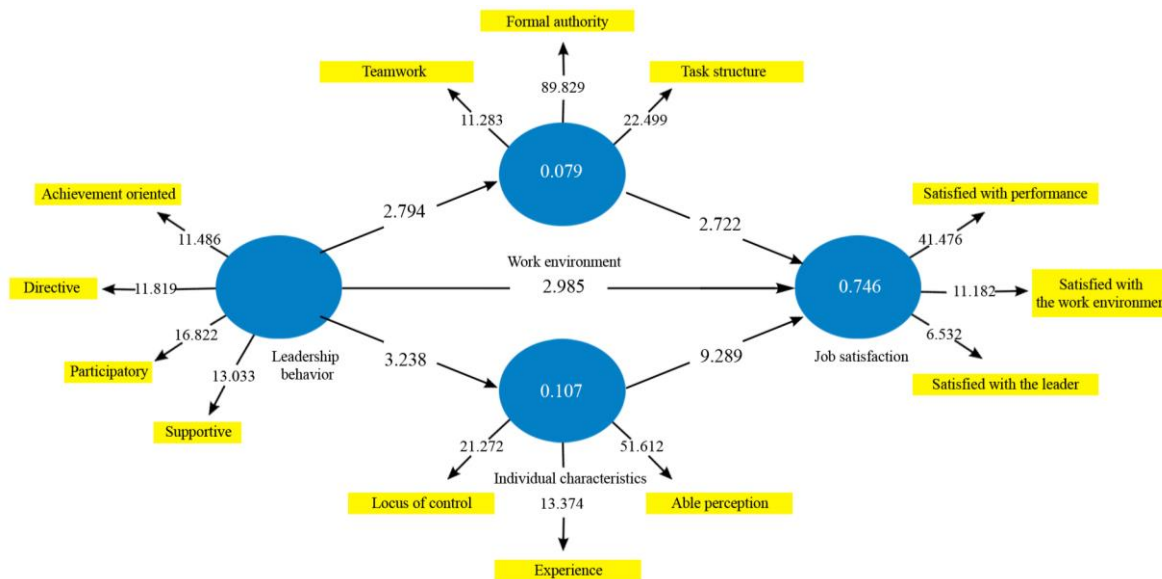 Formal authority
Teamwork
Task structure
89.829
11.283
22.499
0.079
Achievement oriented
Satisfied with performance
11.486
2.794
2.722
41.476
Work environment
Directive
11.819
2.985
0.746
11.182
Satisfied with
the work environment
16.822
6.532
Participatory
13.033
Leadership
behavior
3.238
9.289
Job satisfaction
Satisfied with the leader
0.107
Supportive
21.272
51.612
Individual characteristics
Locus of control
13.374
Able perception
Experience